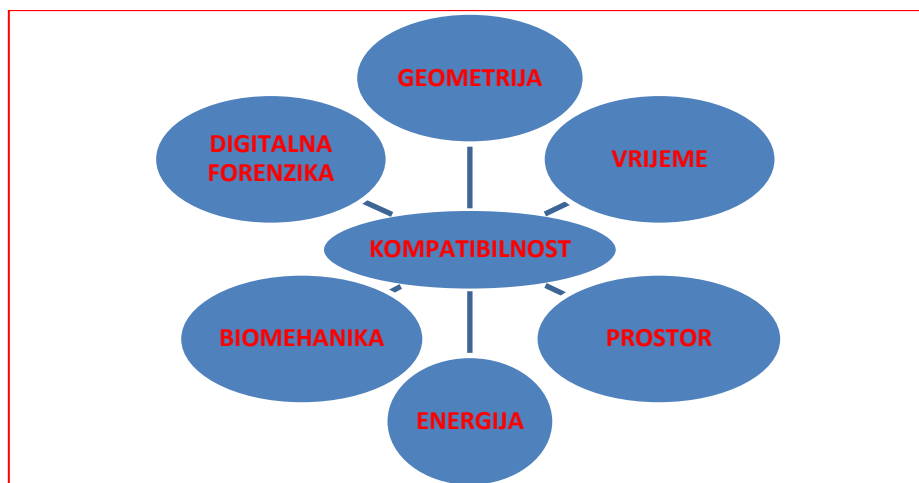 GEOMETRIJA
DIGITALNA
FORENZIKA
VRIJEME
KOMPATIBILNOST
BIOMEHANIKA
PROSTOR
ENERGIJA